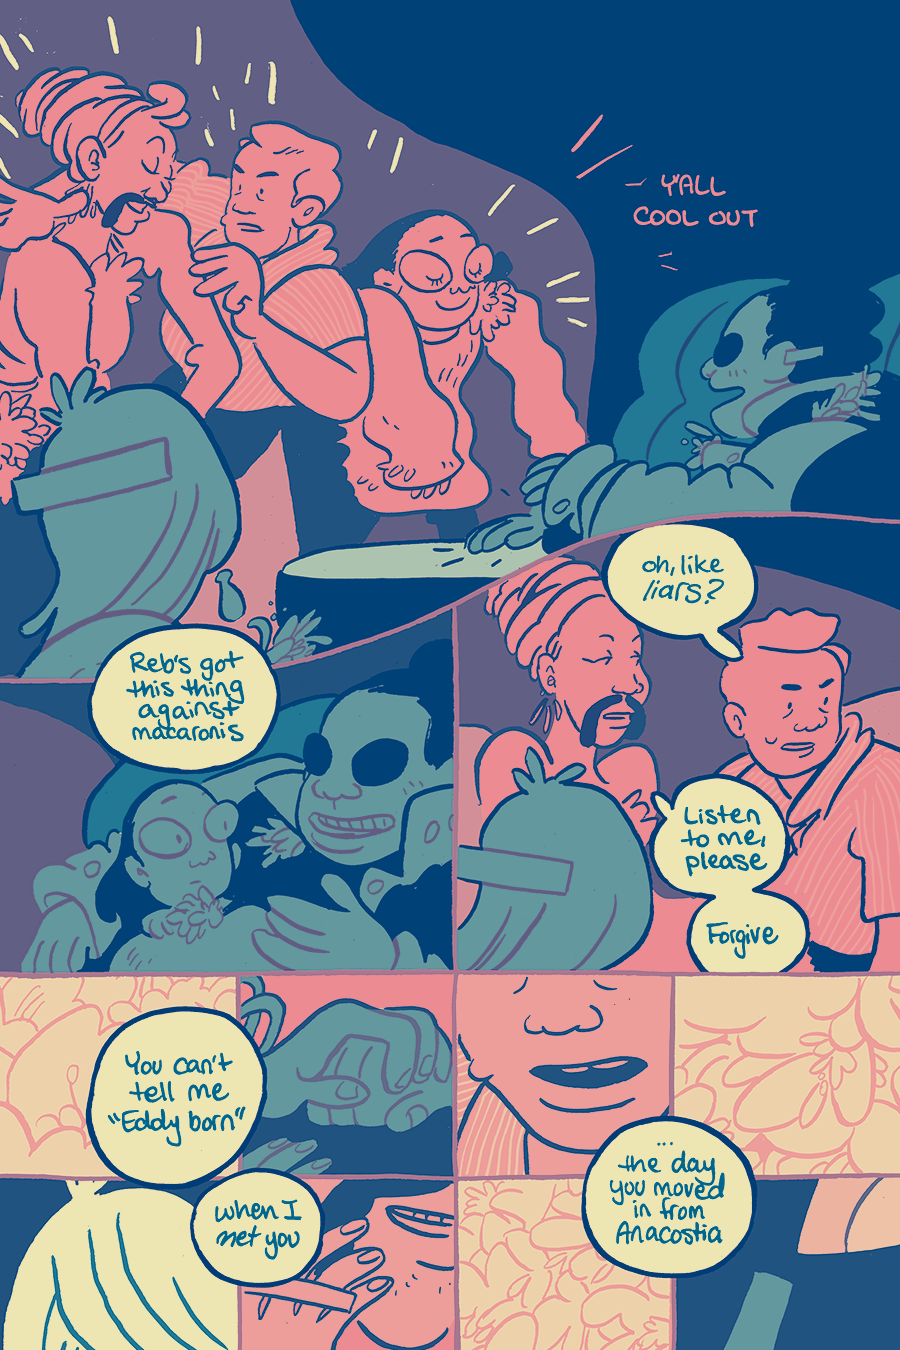 Y'ALL
COOL OUT
Reb's got
this thing
against
macaronis
oh, like
liars?
Listen
to me,
please
Forgive
You can't
tell me
"Eddy born"
...
the day
you moved
in from
Anacostia
when I
met you